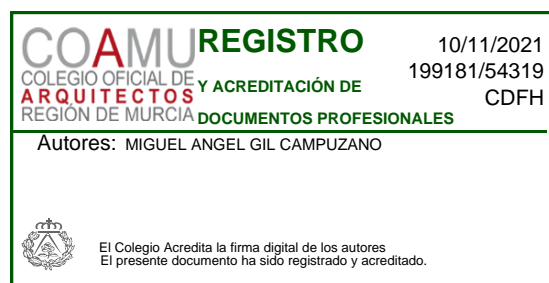 COAMU
COLEGIO OFICIAL DE
ARQUITECTOS
REGIÓN DE MURCIA
REGISTRO
Y ACREDITACIÓN DE
DOCUMENTOS PROFESIONALES
10/11/2021
199181/54319
CDFH
Autores: MIGUEL ANGEL GIL CAMPUZANO
El Colegio Acredita la firma digital de los autores
El presente documento ha sido registrado y acreditado.